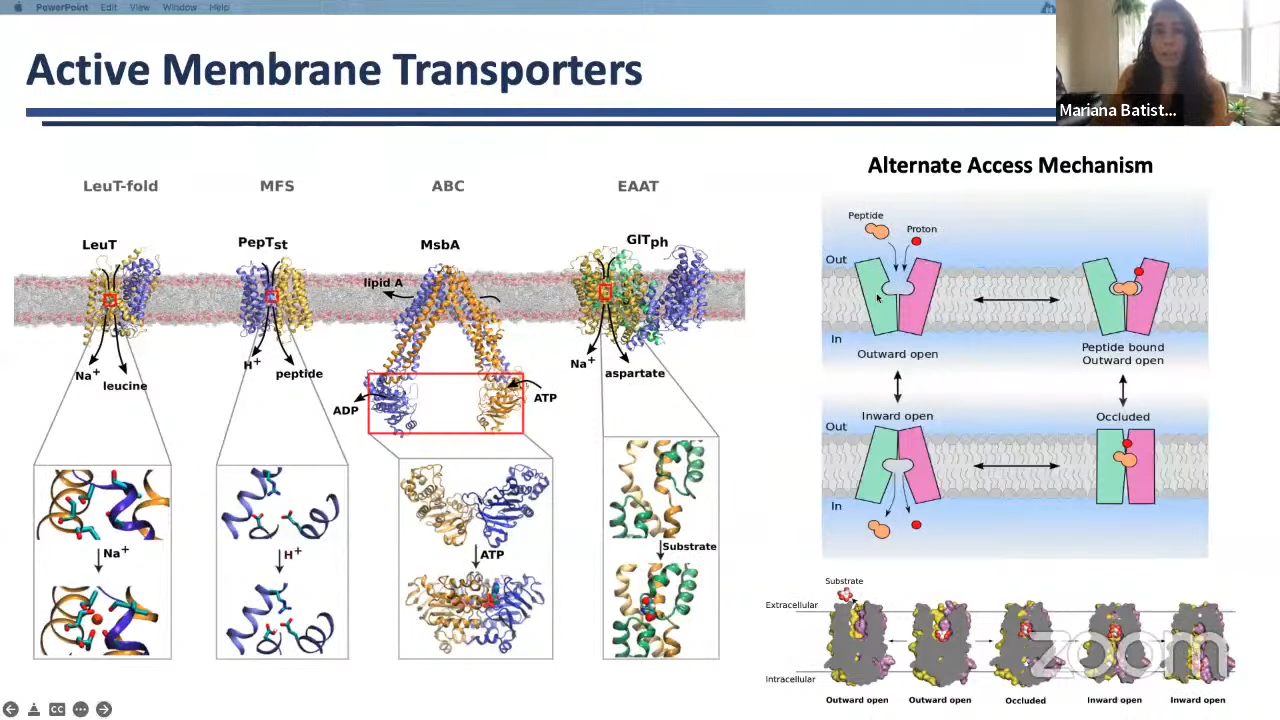 PowerPoint Edit View Window Help
Active Membrane Transporters
Mariana Batist...
LeuT-fold MFS ABC EAAT
LeuT
Na+
leucine
Na+
PepTst
H+
peptide
H+
MsbA
lipid A
ADP
ATP
ATP
GlTph
Na+
aspartate
Substrate
Alternate Access Mechanism
Peptide
Proton
Out
In
Outward open
Peptide bound
Outward open
Inward open
Occluded
Out
In
Substrate
Extracellular
Intracellular
Outward open Outward open Occluded Inward open Inward open
zoom
CC